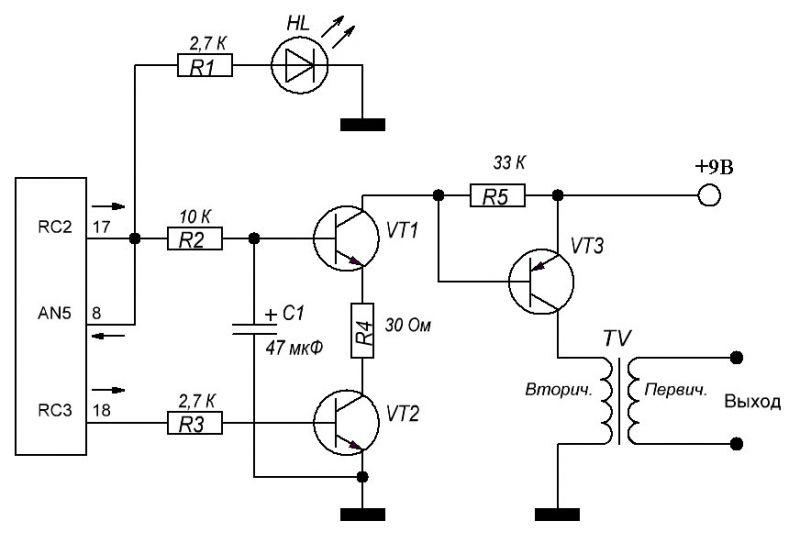 HL
2,7 К
R1
33 К
+9В
R5
RC2
17
10 К
R2
VT1
VT3
AN5
8
+ C1
47 мкФ
R4
30 Ом
TV
Вторич.
Первич.
Выход
RC3
18
2,7 К
R3
VT2